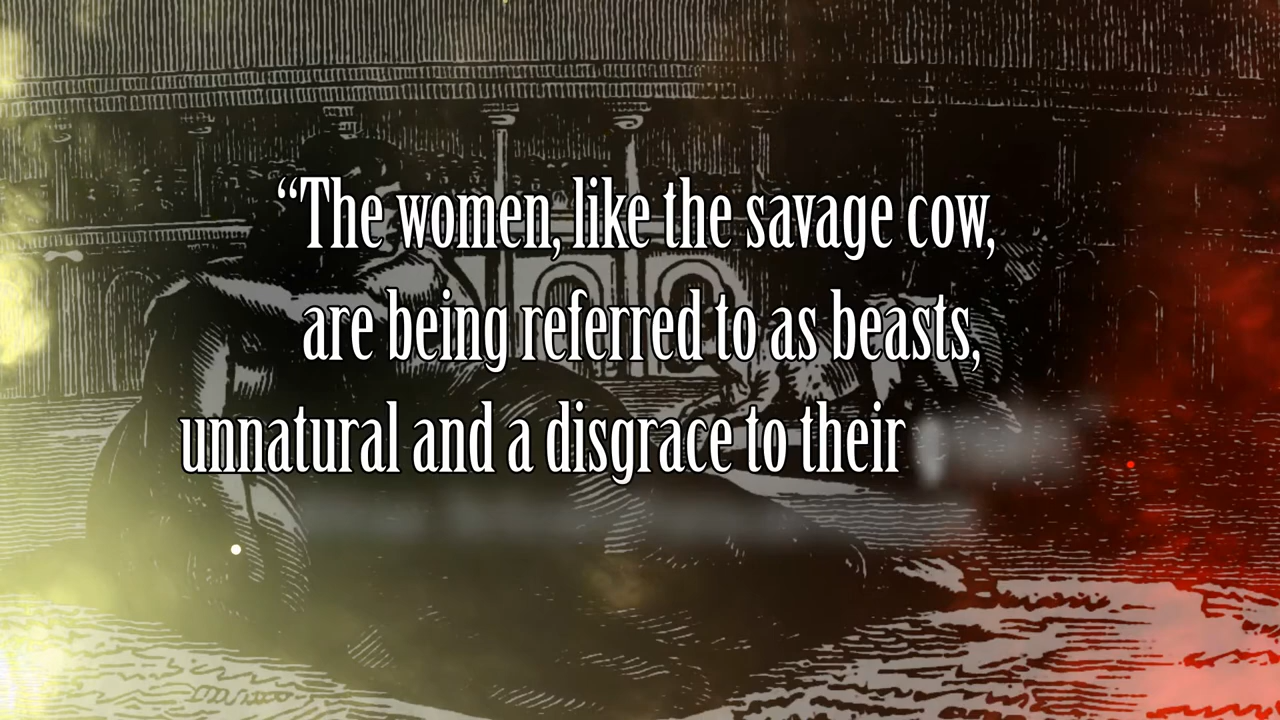 “The women, like the savage cow,
are being referred to as beasts,
unnatural and a disgrace to their